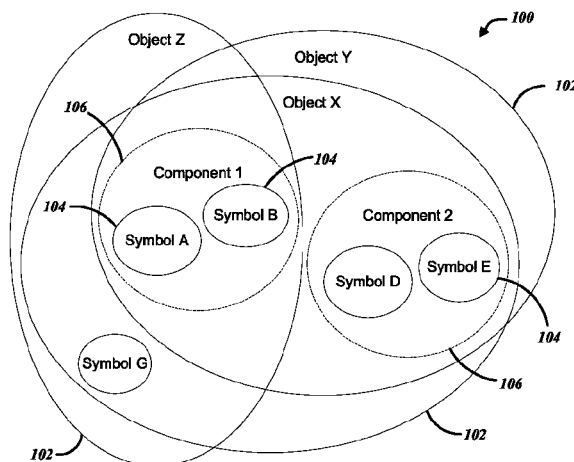 100
Object Z
Object Y
102
Object X
106
Component 1
104
104
Symbol B
Component 2
Symbol A
Symbol E
Symbol D
104
Symbol G
106
102
102